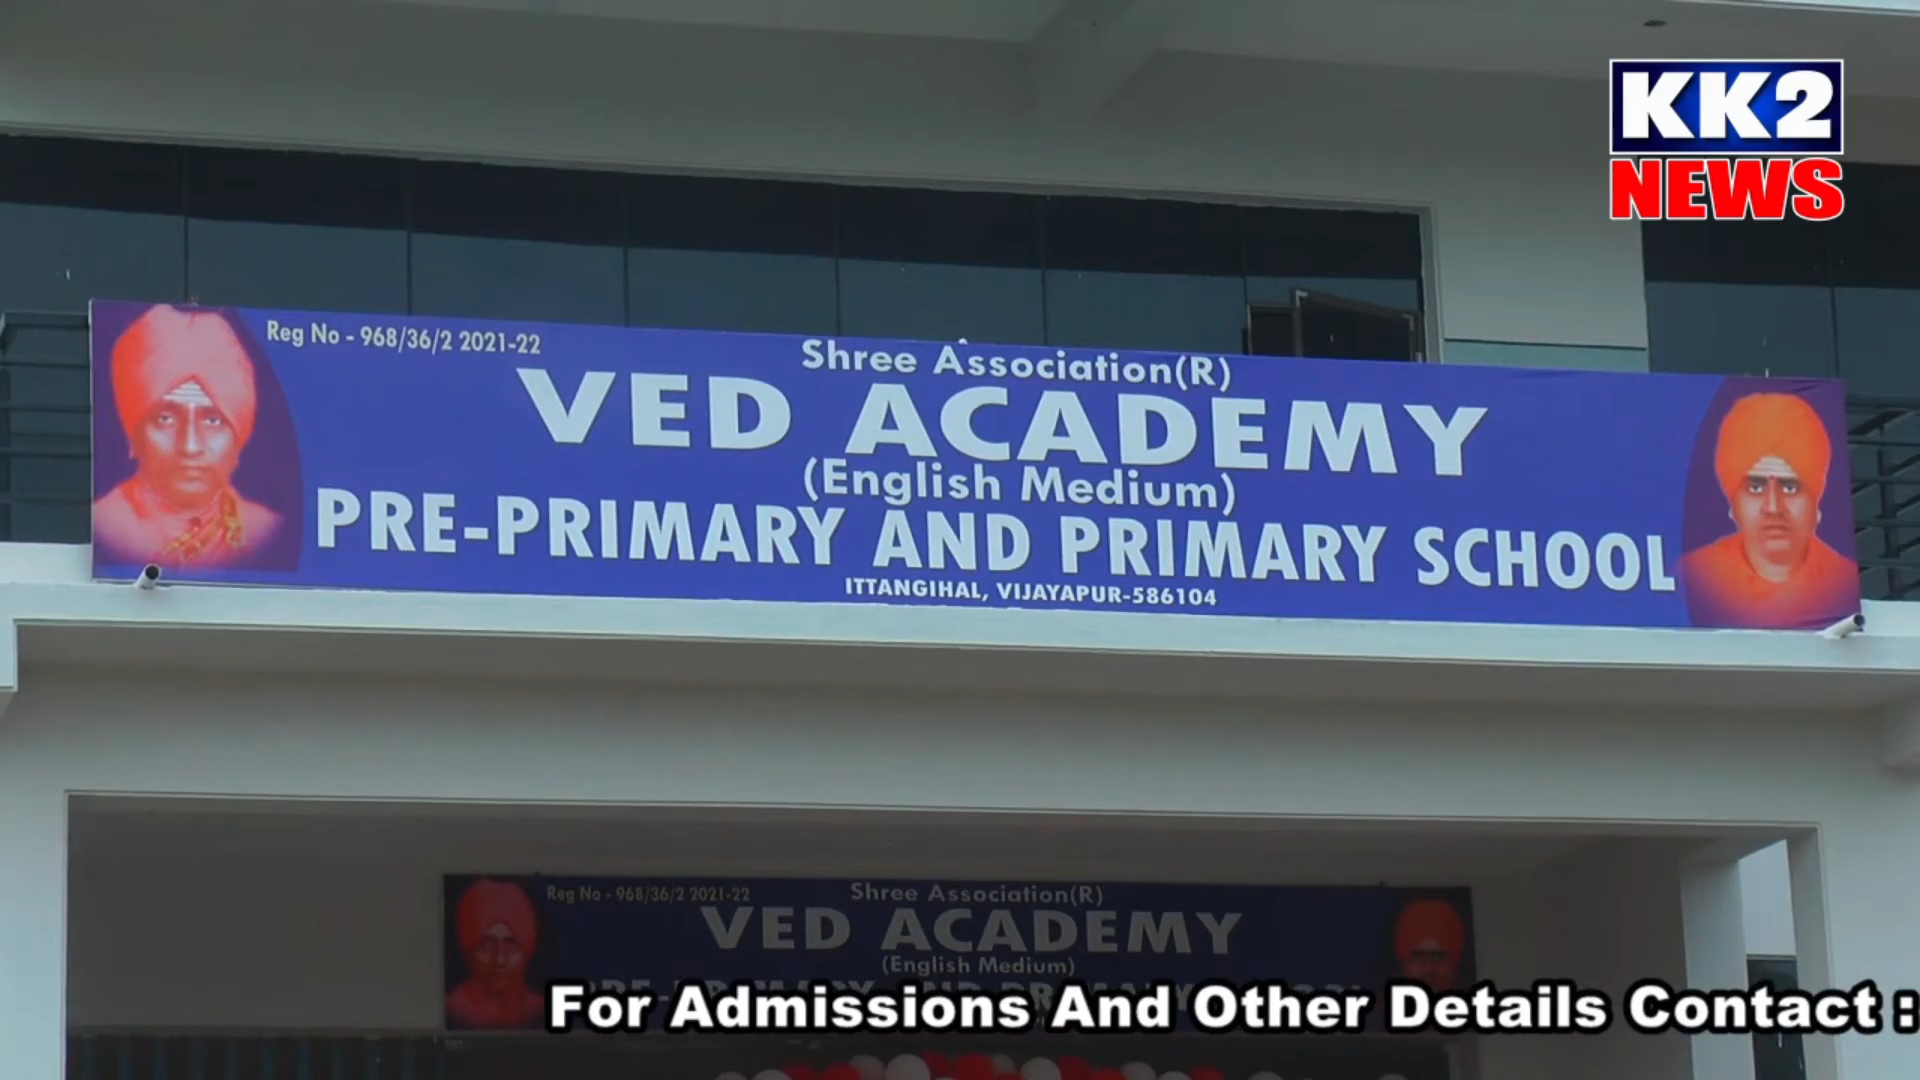 KK2
NEWS
Reg No - 968/36/2 2021-22
Shree Association(R)
VED ACADEMY
(English Medium)
PRE-PRIMARY AND PRIMARY SCHOOL
ITTANGIHAL, VIJAYAPUR-586104
Reg No - 968/36/2 2021-22
Shree Association(R)
VED ACADEMY
(English Medium)
For Admissions And Other Details Contact :